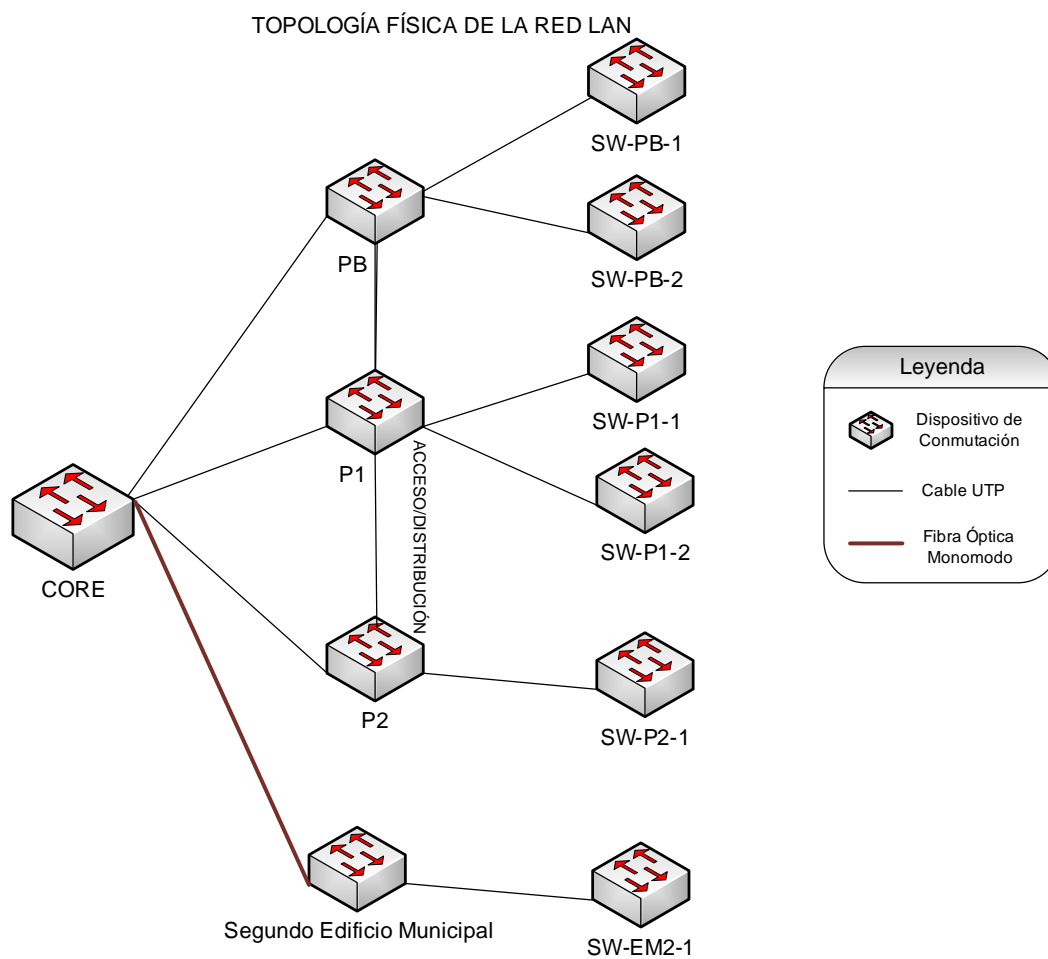 TOPOLOGÍA FÍSICA DE LA RED LAN
SW-PB-1
PB
SW-PB-2
SW-P1-1
P1
ACCESO/DISTRIBUCIÓN
SW-P1-2
CORE
P2
SW-P2-1
Segundo Edificio Municipal
SW-EM2-1
Leyenda
Dispositivo de
Conmutación
Cable UTP
Fibra Óptica
Monomodo